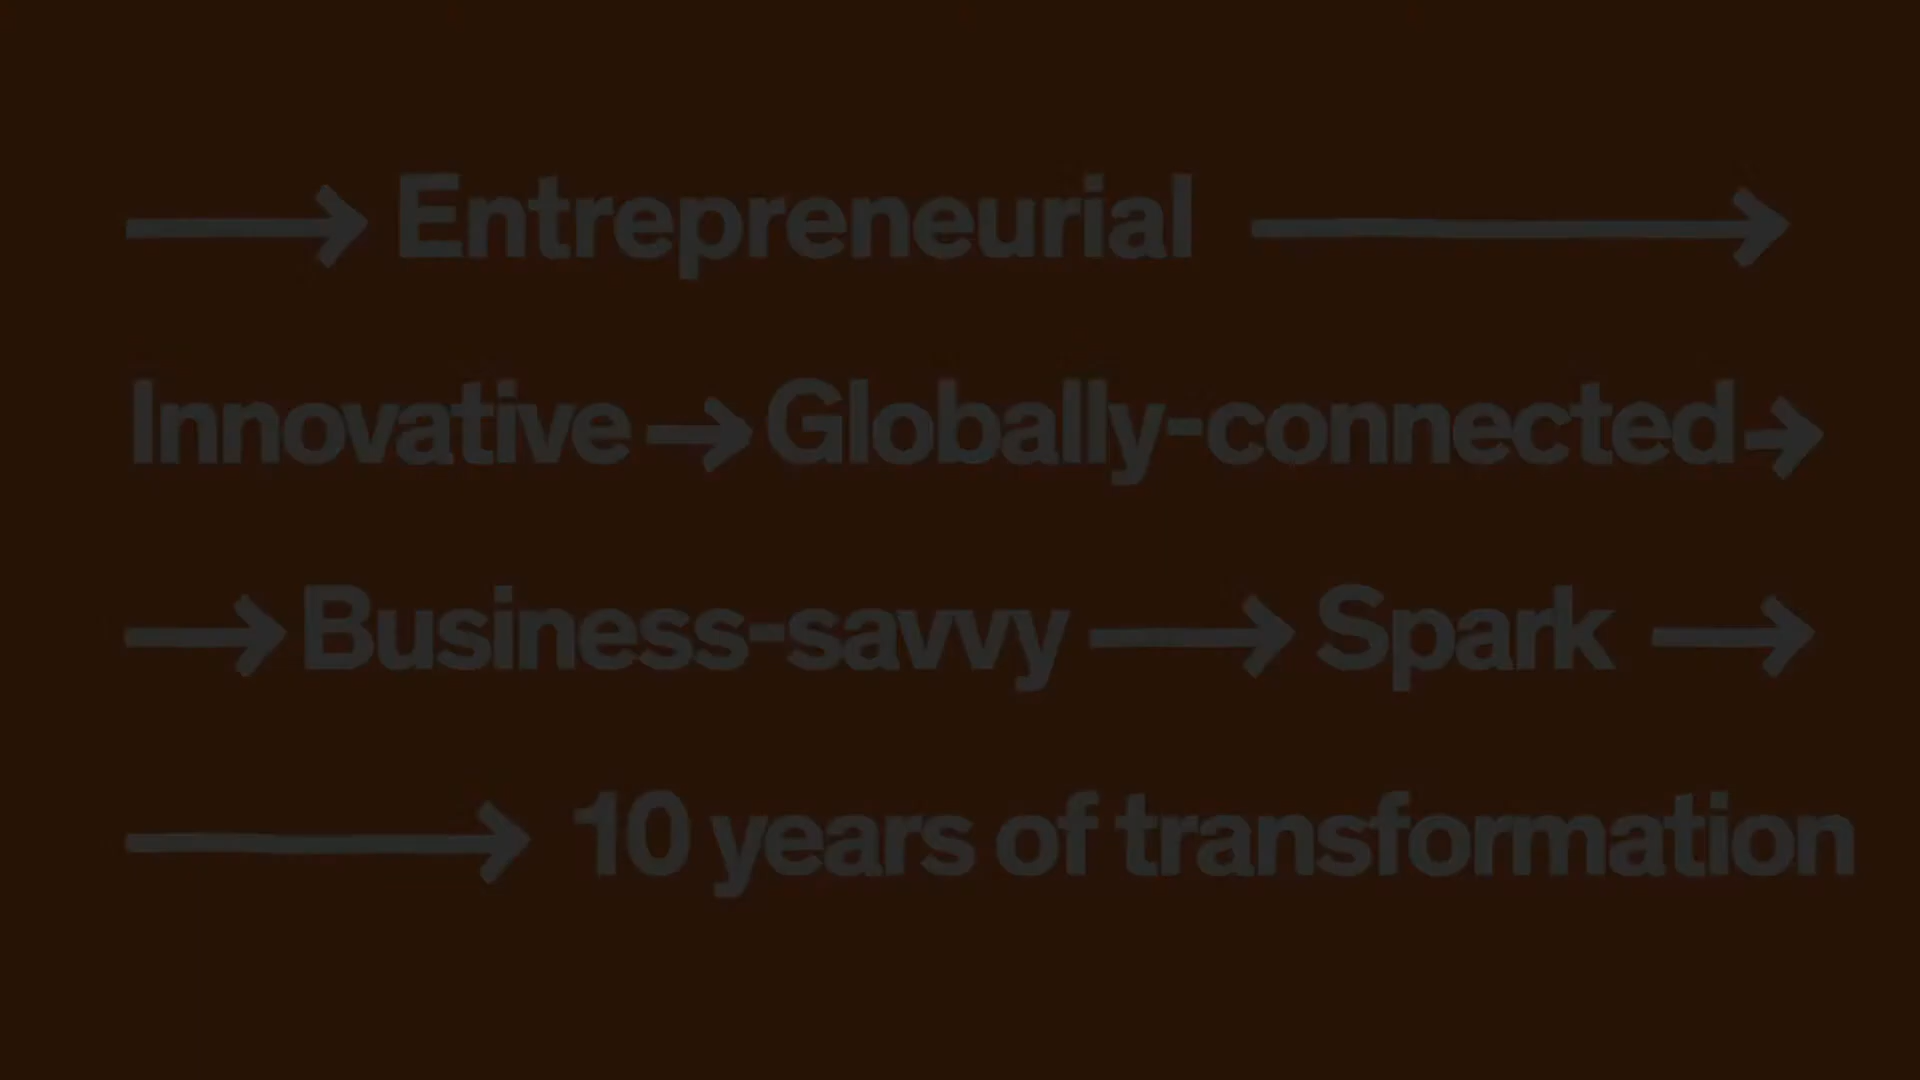 → Entrepreneurial →
Innovative → Globally-connected →
→ Business-savvy → Spark →
→ 10 years of transformation